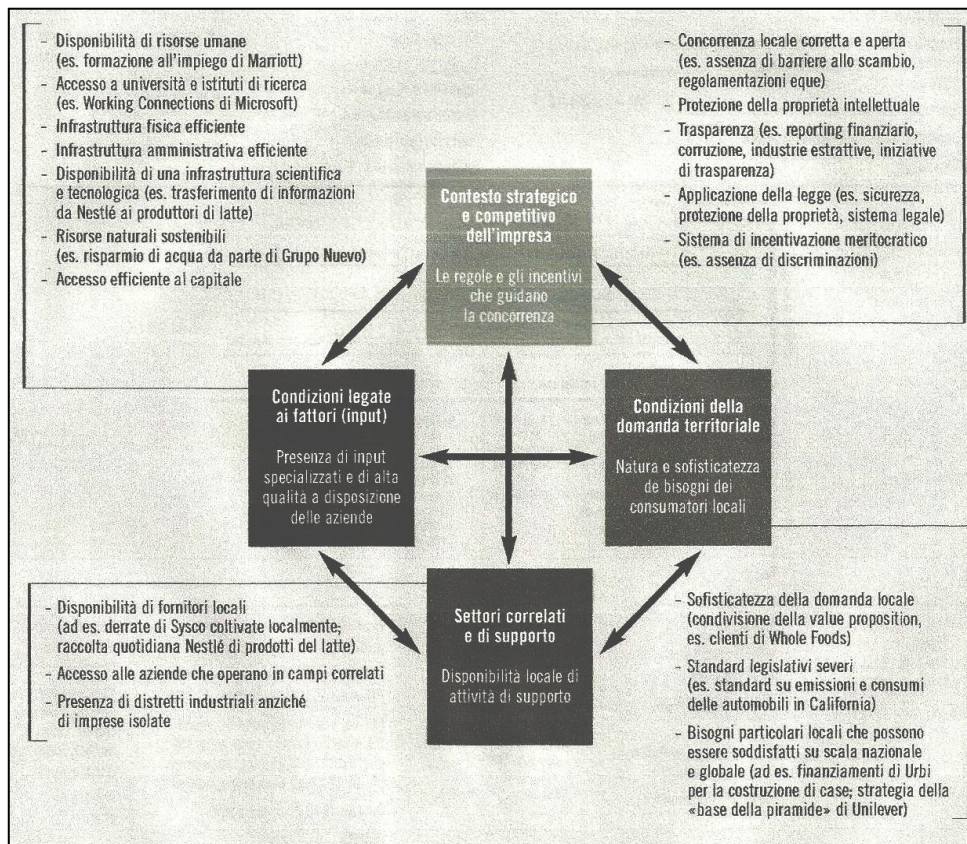 - Disponibilità di risorse umane
(es. formazione all'impiego di Marriott)
- Accesso a università e istituti di ricerca
(es. Working Connections di Microsoft)
- Infrastruttura fisica efficiente
- Infrastruttura amministrativa efficiente
- Disponibilità di una infrastruttura scientifica
e tecnologica (es. trasferimento di informazioni
da Nestlé ai produttori di latte)
- Risorse naturali sostenibili
(es. risparmio di acqua da parte di Grupo Nuevo)
- Accesso efficiente al capitale
- Concorrenza locale corretta e aperta
(es. assenza di barriere allo scambio,
regolamentazioni eque)
- Protezione della proprietà intellettuale
- Trasparenza (es. reporting finanziario,
corruzione, industrie estrattive, iniziative
di trasparenza)
- Applicazione della legge (es. sicurezza,
protezione della proprietà, sistema legale)
- Sistema di incentivazione meritocratico
(es. assenza di discriminazioni)
Contesto strategico
e competitivo
dell'impresa
Le regole e gli incentivi
che guidano
la concorrenza
Condizioni legate
ai fattori (input)
Presenza di input
specializzati e di alta
qualità a disposizione
delle aziende
Condizioni della
domanda territoriale
Natura e sofisticatezza
de bisogni dei
consumatori locali
Settori correlati
e di supporto
Disponibilità locale di
attività di supporto
- Disponibilità di fornitori locali
(ad es. derrate di Sysco coltivate localmente;
raccolta quotidiana Nestlé di prodotti del latte)
- Accesso alle aziende che operano in campi correlati
- Presenza di distretti industriali anziché
di imprese isolate
- Sofisticatezza della domanda locale
(condivisione della value proposition,
es. clienti di Whole Foods)
- Standard legislativi severi
(es. standard su emissioni e consumi
delle automobili in California)
- Bisogni particolari locali che possono
essere soddisfatti su scala nazionale
e globale (ad es. finanziamenti di Urbi
per la costruzione di case; strategia della
«base della piramide» di Unilever)